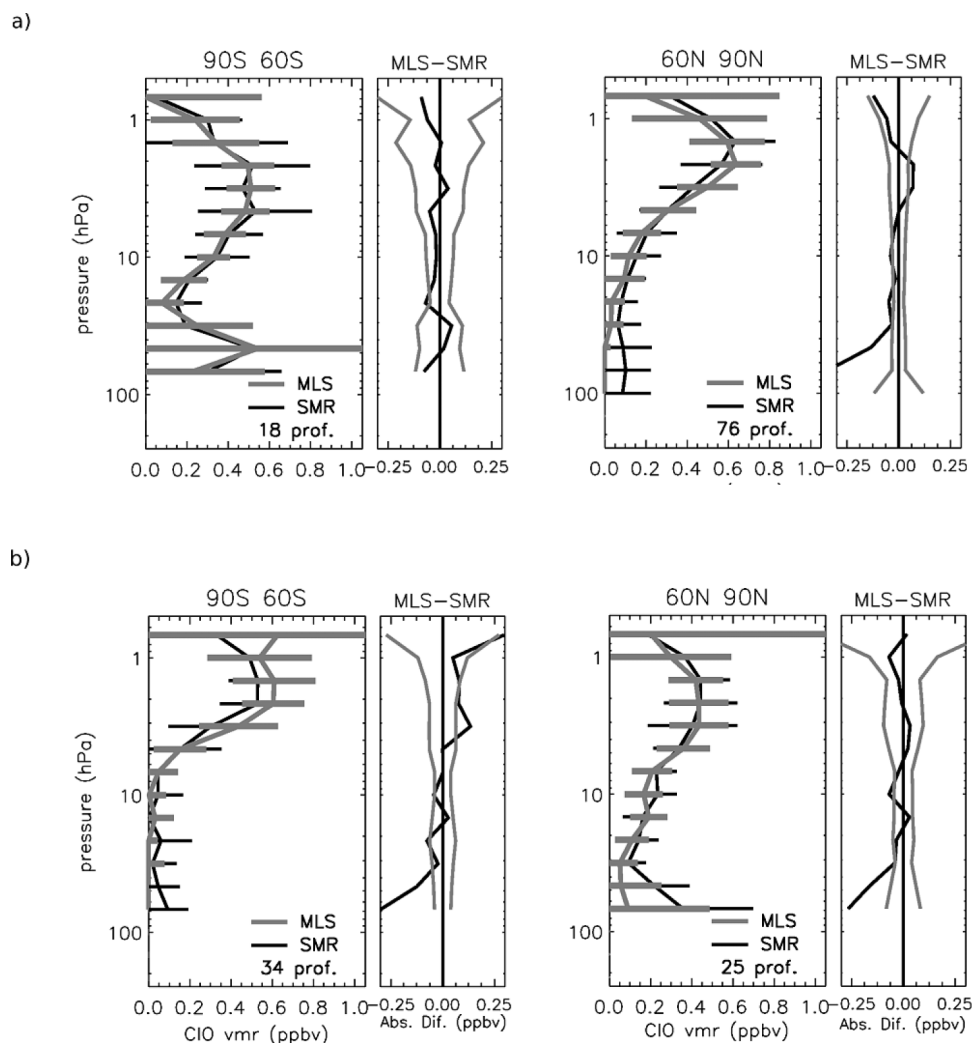 a)
90S 60S
MLS-SMR
60N 90N
MLS-SMR
pressure (hPa)
1
10
100
1
10
100
MLS
SMR
18 prof.
MLS
SMR
76 prof.
0.0 0.2 0.4 0.6 0.8 1.0
-0.25 0.00 0.25
0.0 0.2 0.4 0.6 0.8 1.0
-0.25 0.00 0.25
b)
90S 60S
MLS-SMR
60N 90N
MLS-SMR
pressure (hPa)
1
10
100
1
10
100
MLS
SMR
34 prof.
MLS
SMR
25 prof.
0.0 0.2 0.4 0.6 0.8 1.0
-0.25 0.00 0.25
0.0 0.2 0.4 0.6 0.8 1.0
-0.25 0.00 0.25
ClO vmr (ppbv)
Abs. Dif. (ppbv)
ClO vmr (ppbv)
Abs. Dif. (ppbv)